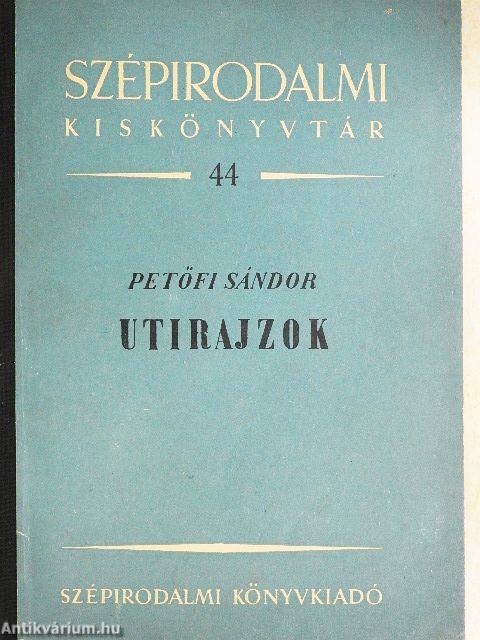 SZÉPIRODALMI
KISKÖNYVTÁR
44
PETŐFI SÁNDOR
UTIRAJZOK
SZÉPIRODALMI KÖNYVKIADÓ
Antikvárium.hu